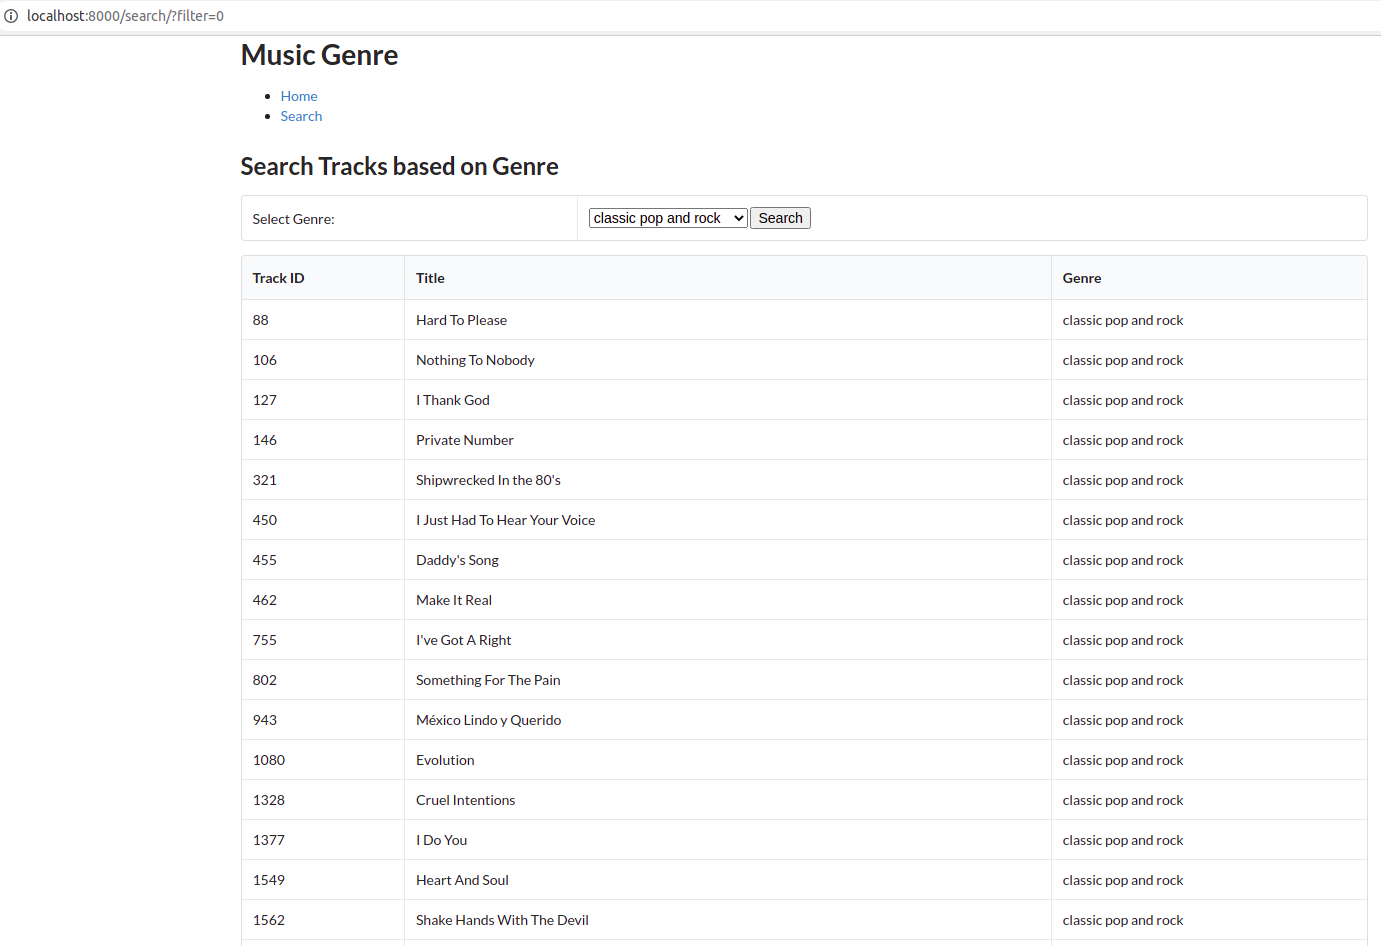 localhost:8000/search/?filter=0
Music Genre
Home
Search
Search Tracks based on Genre
Select Genre: classic pop and rock Search
Track ID Title Genre
88 Hard To Please classic pop and rock
106 Nothing To Nobody classic pop and rock
127 I Thank God classic pop and rock
146 Private Number classic pop and rock
321 Shipwrecked In the 80's classic pop and rock
450 I Just Had To Hear Your Voice classic pop and rock
455 Daddy's Song classic pop and rock
462 Make It Real classic pop and rock
755 I've Got A Right classic pop and rock
802 Something For The Pain classic pop and rock
943 México Lindo y Querido classic pop and rock
1080 Evolution classic pop and rock
1328 Cruel Intentions classic pop and rock
1377 I Do You classic pop and rock
1549 Heart And Soul classic pop and rock
1562 Shake Hands With The Devil classic pop and rock